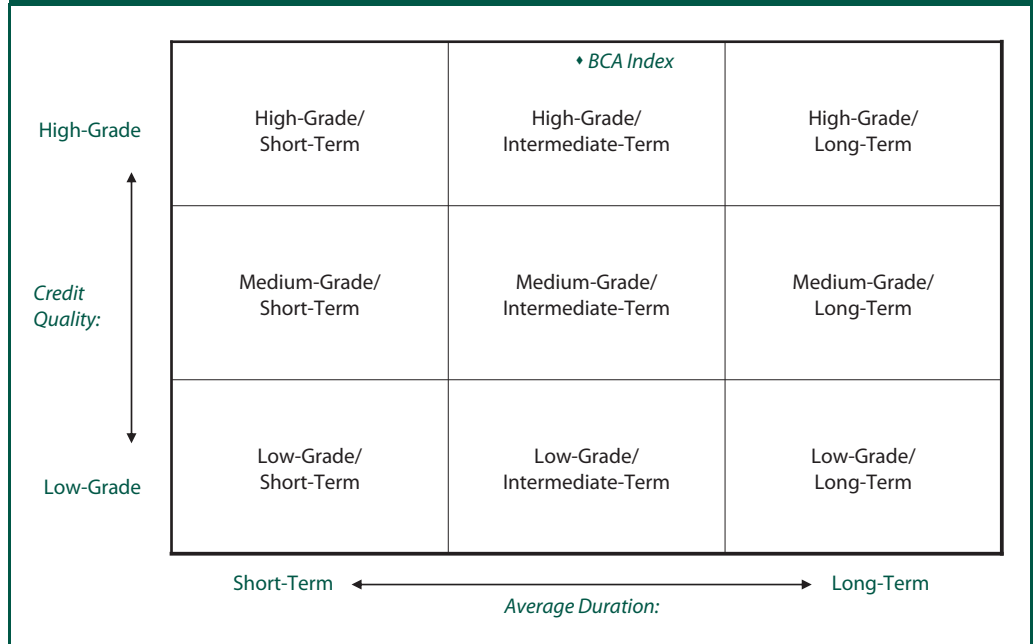 ♦ BCA Index
High-Grade
High-Grade/
Short-Term
High-Grade/
Intermediate-Term
High-Grade/
Long-Term
Credit
Quality:
Medium-Grade/
Short-Term
Medium-Grade/
Intermediate-Term
Medium-Grade/
Long-Term
Low-Grade
Low-Grade/
Short-Term
Low-Grade/
Intermediate-Term
Low-Grade/
Long-Term
Short-Term
Long-Term
Average Duration: